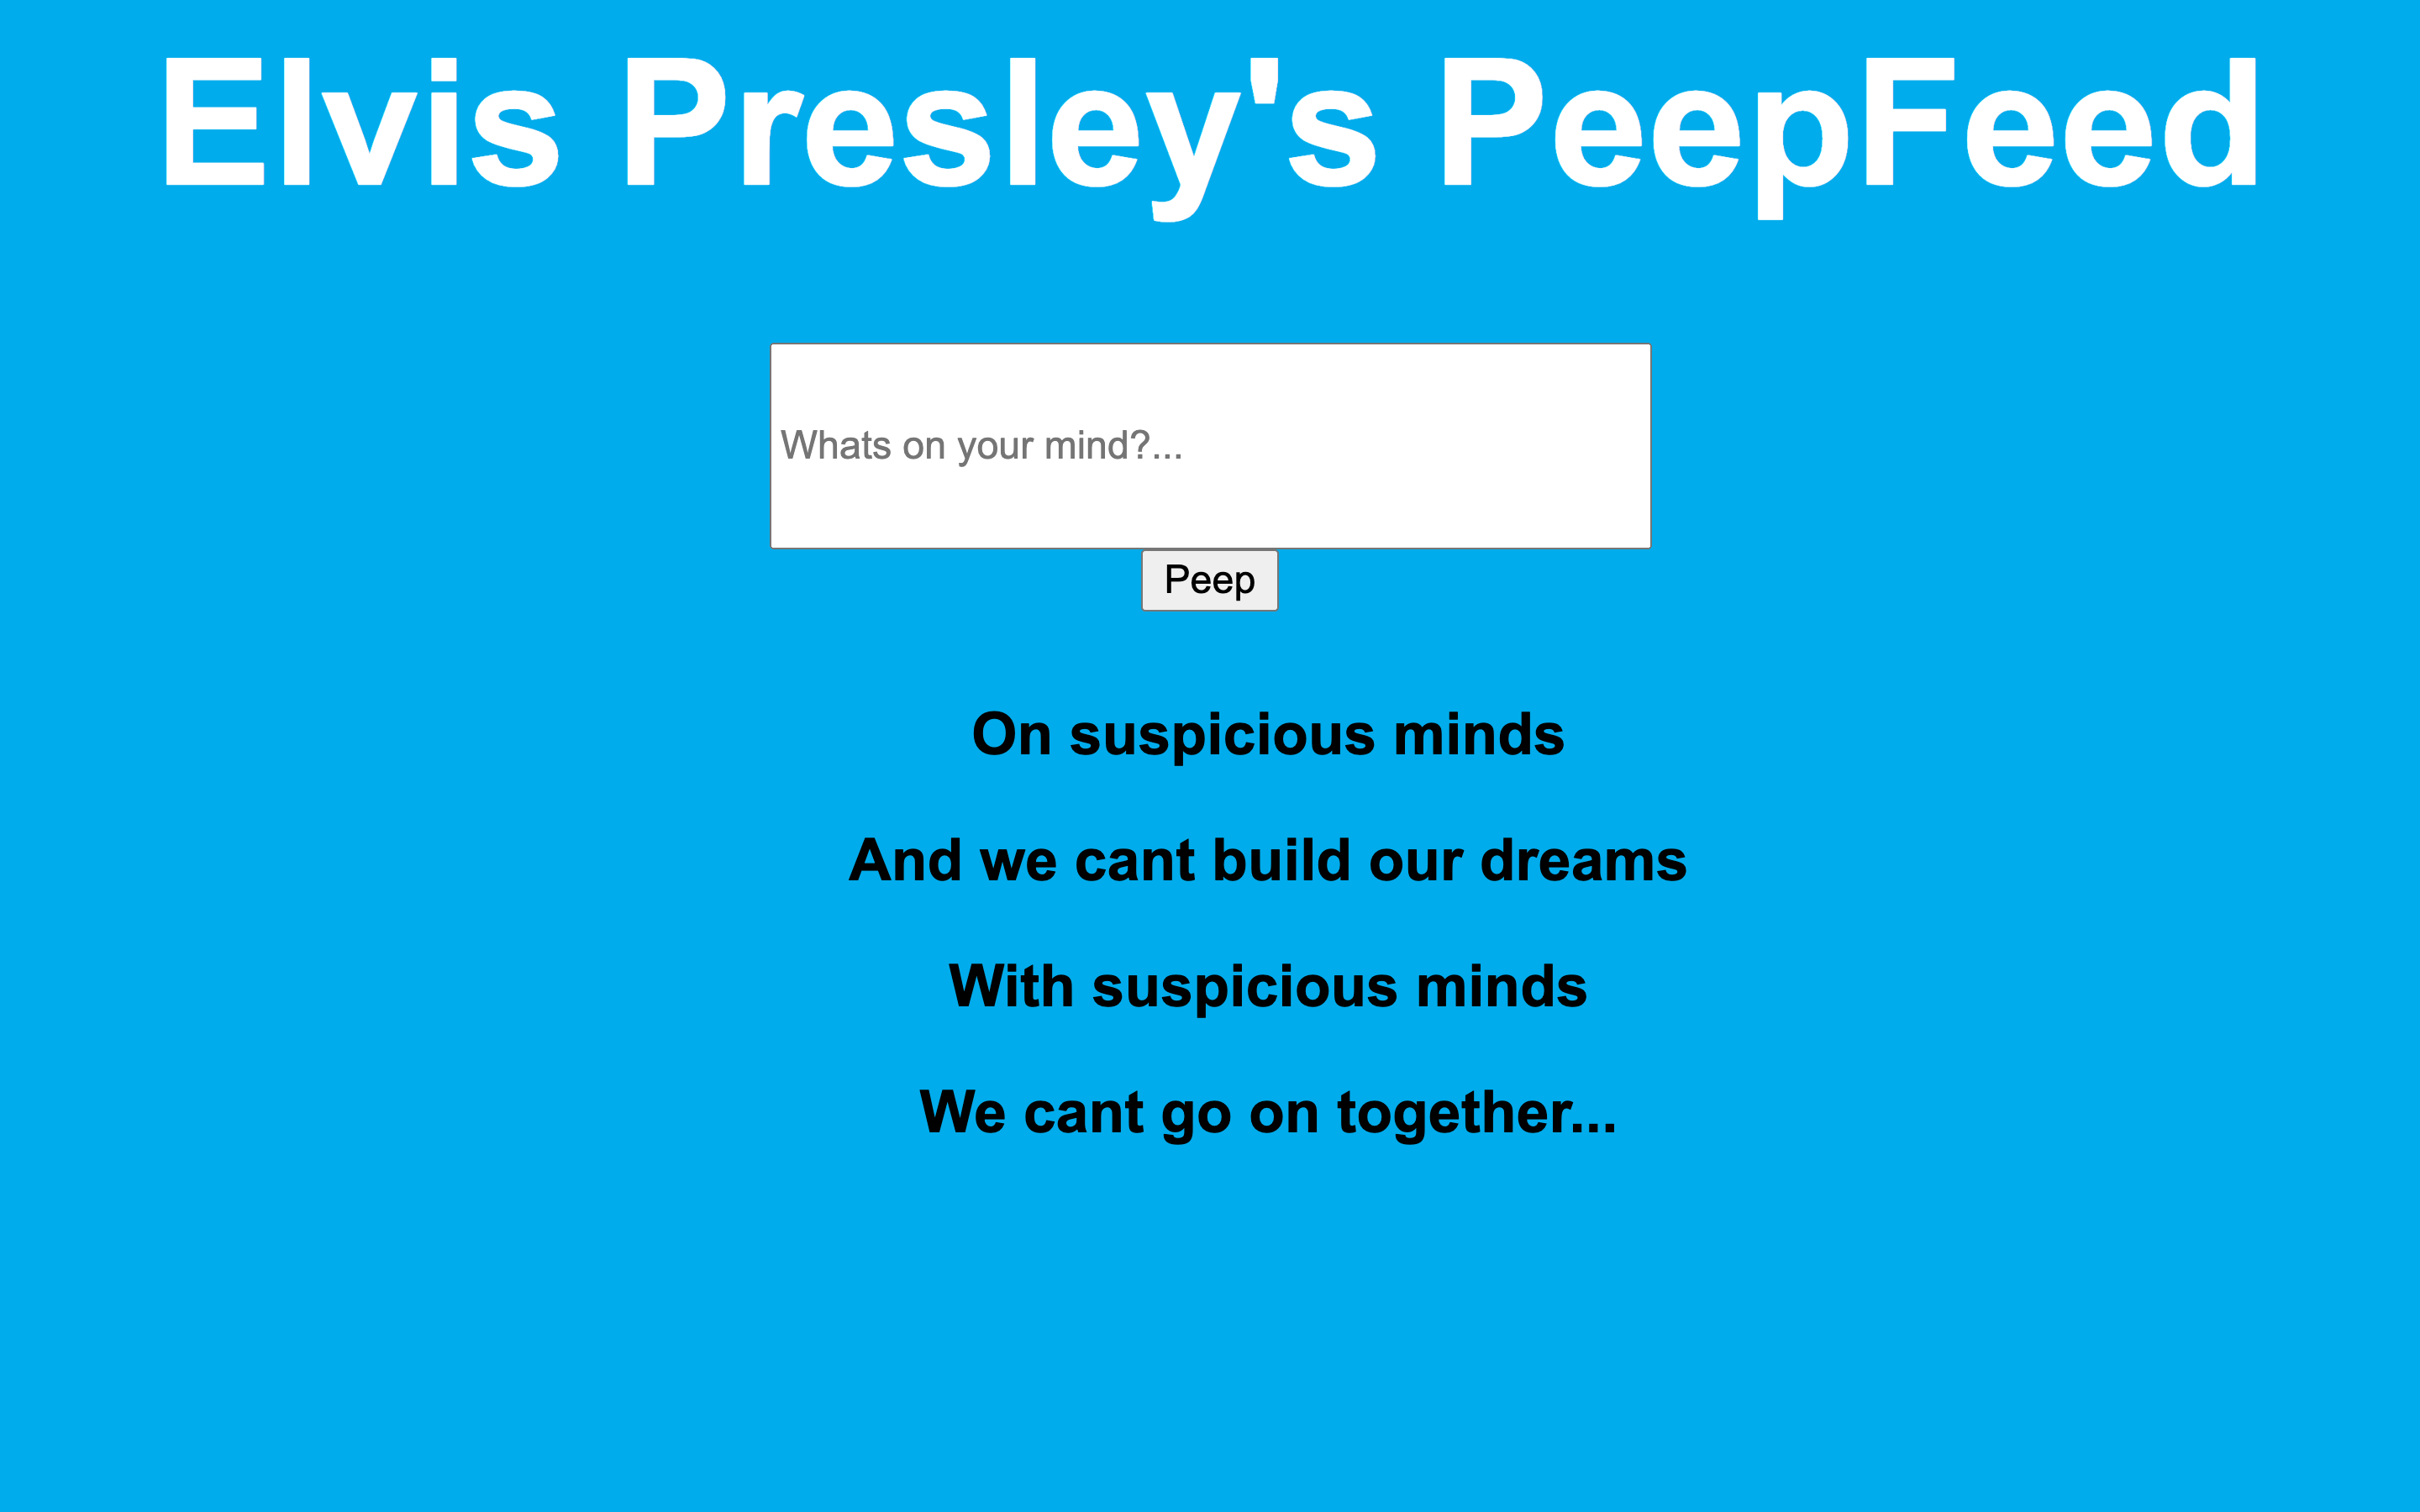 Elvis Presley's PeepFeed
Whats on your mind?...
Peep
On suspicious minds
And we cant build our dreams
With suspicious minds
We cant go on together...